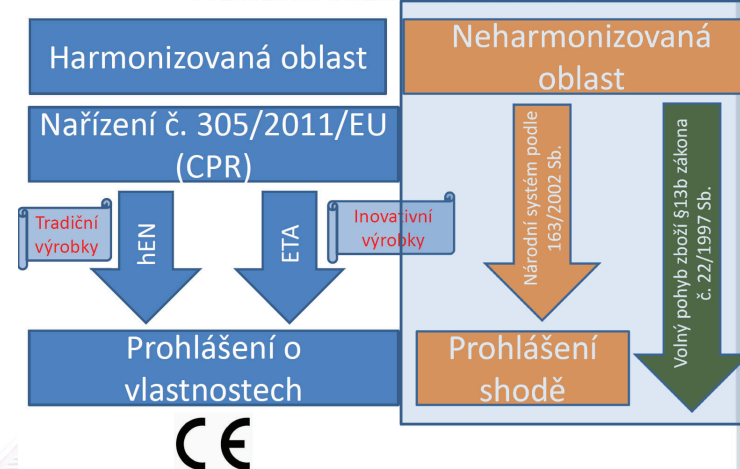 Harmonizovaná oblast
Neharmonizovaná
oblast
Nařízení č. 305/2011/EU
(CPR)
Tradiční
výrobky
hEN
ETA
Inovativní
výrobky
Národní systém podle
163/2002 Sb.
Volný pohyb zboží §13b zákona
č. 22/1997 Sb.
Prohlášení o
vlastnostech
Prohlášení
shodě
CE